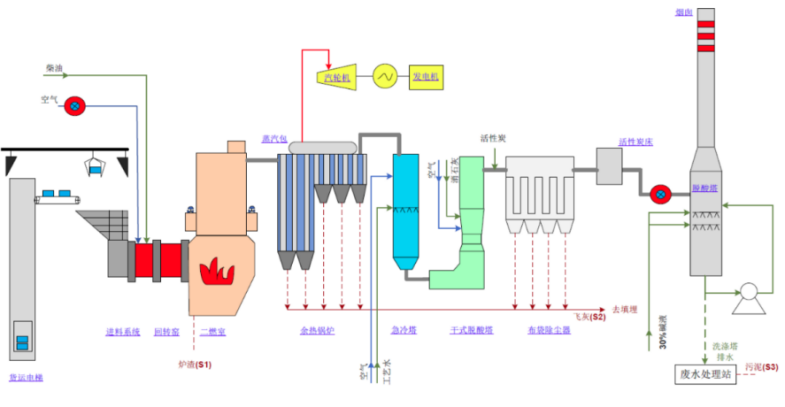 烟囱
柴油
空气
汽轮机
发电机
蒸汽包
活性炭
活性炭床
空气
消石灰
脱酸塔
进料系统
回转窑
二燃室
余热锅炉
急冷塔
干式脱酸塔
布袋除尘器
飞灰(S2)
去填埋
炉渣(S1)
空气
工艺水
30%碱液
洗涤塔
排水
废水处理站
污泥(S3)
货运电梯